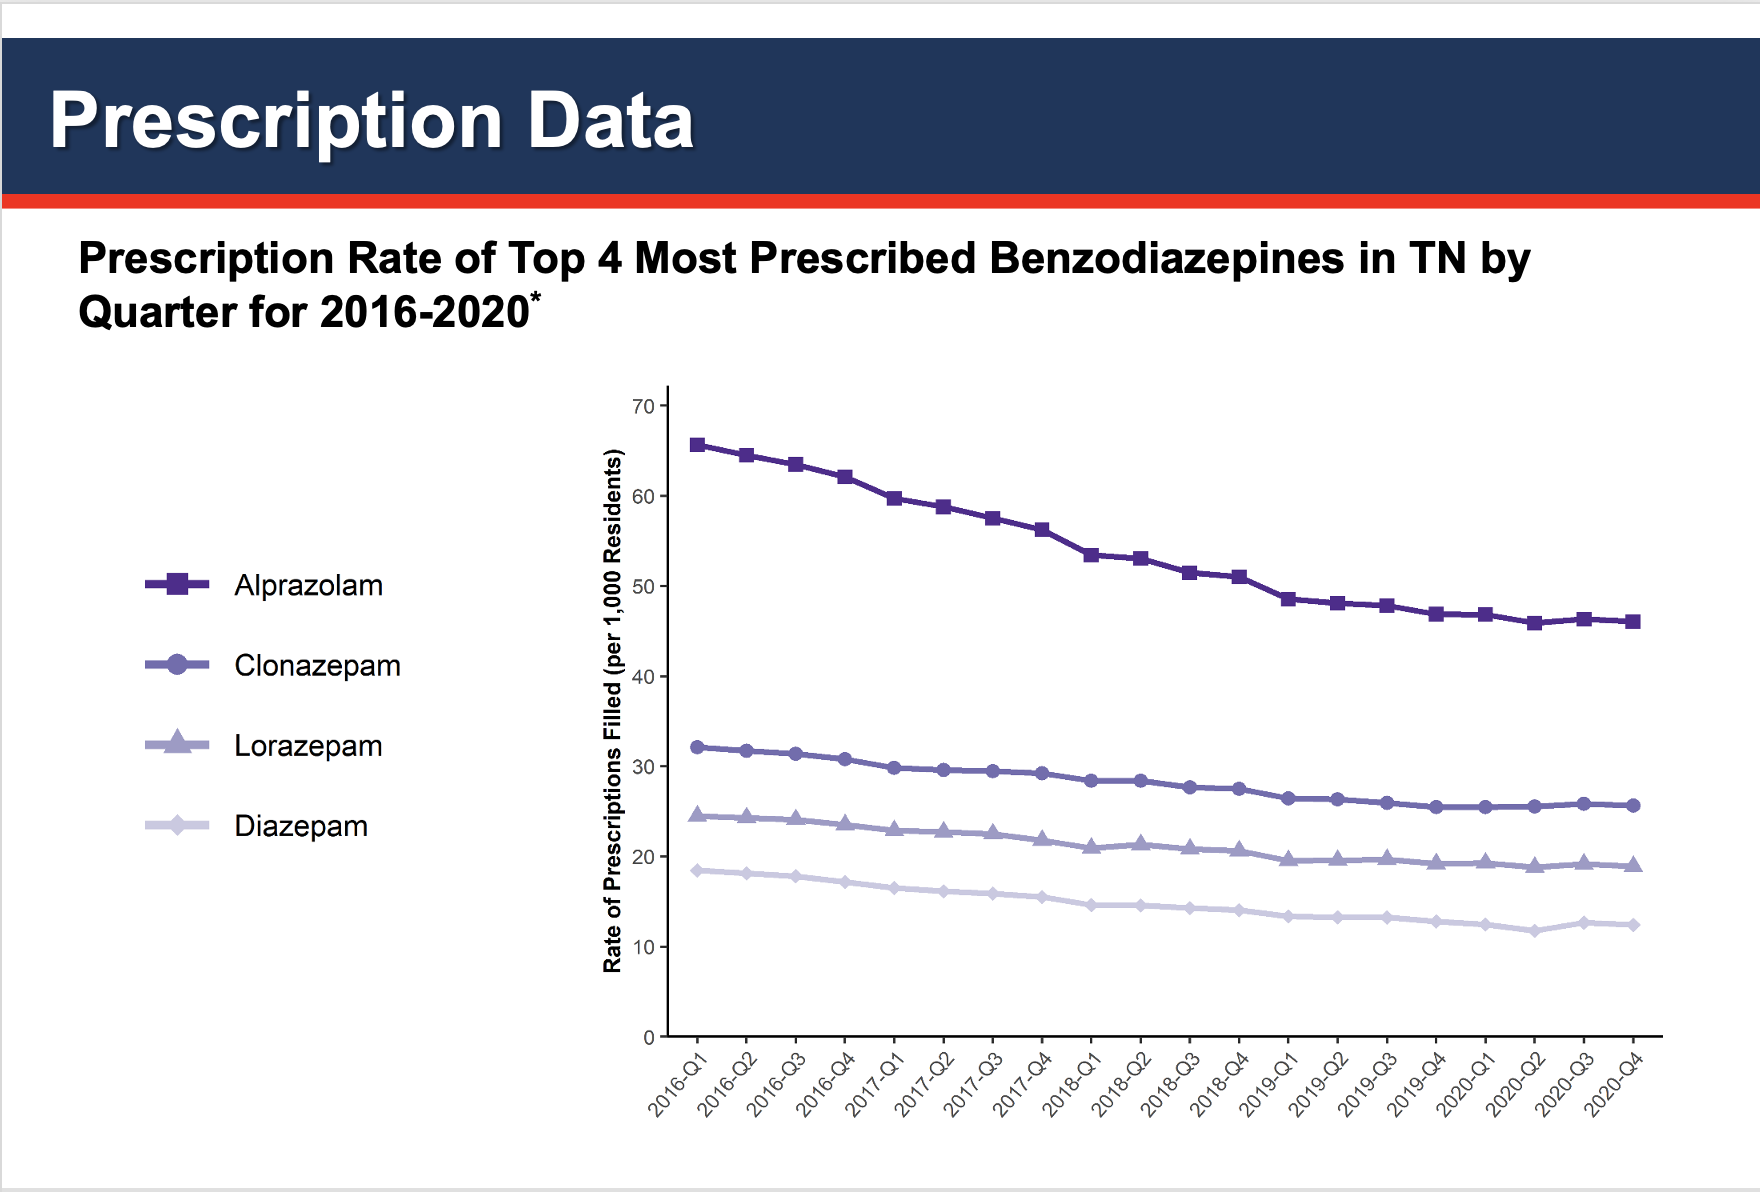 Prescription Data
Prescription Rate of Top 4 Most Prescribed Benzodiazepines in TN by
Quarter for 2016-2020*
Alprazolam
Clonazepam
Lorazepam
Diazepam
Rate of Prescriptions Filled (per 1,000 Residents)
70
60
50
40
30
20
10
0
2016-Q1
2016-Q2
2016-Q3
2016-Q4
2017-Q1
2017-Q2
2017-Q3
2017-Q4
2018-Q1
2018-Q2
2018-Q3
2018-Q4
2019-Q1
2019-Q2
2019-Q3
2019-Q4
2020-Q1
2020-Q2
2020-Q3
2020-Q4